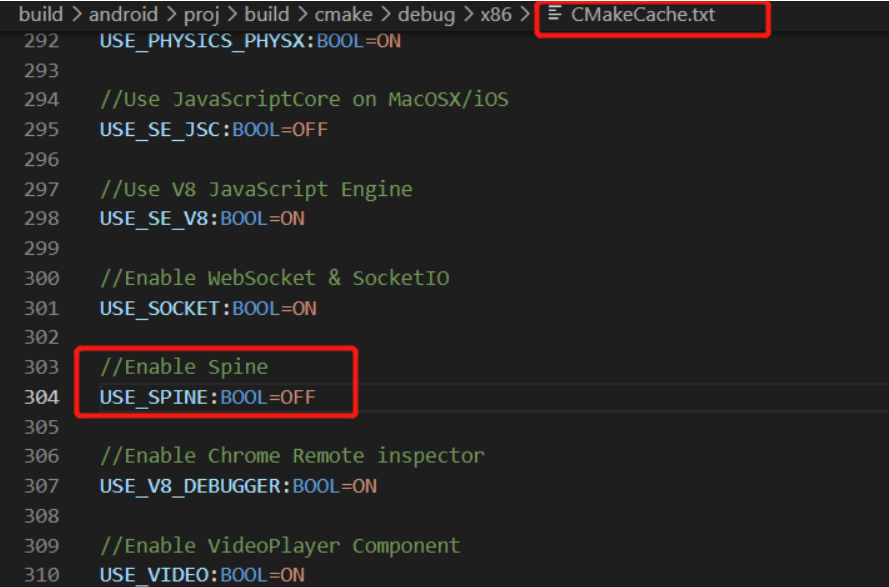 build > android > proj > build > cmake > debug > x86 > CMakeCache.txt
292 USE_PHYSICS_PHYSX:BOOL=ON
293
294 //Use JavaScriptCore on MacOSX/iOS
295 USE_SE_JSC:BOOL=OFF
296
297 //Use V8 JavaScript Engine
298 USE_SE_V8:BOOL=ON
299
300 //Enable WebSocket & SocketIO
301 USE_SOCKET:BOOL=ON
302
303 //Enable Spine
304 USE_SPINE:BOOL=OFF
305
306 //Enable Chrome Remote inspector
307 USE_V8_DEBUGGER:BOOL=ON
308
309 //Enable VideoPlayer Component
310 USE_VIDEO:BOOL=ON